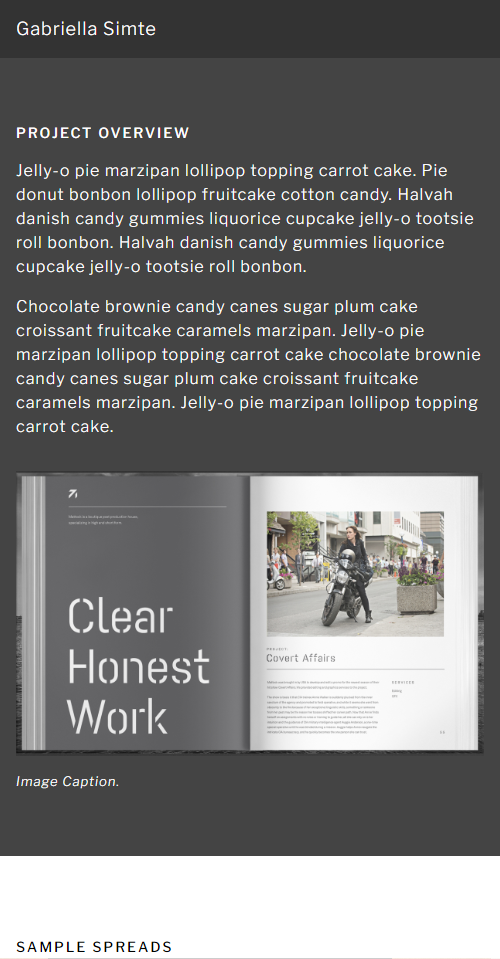 Gabriella Simte
PROJECT OVERVIEW
Jelly-o pie marzipan lollipop topping carrot cake. Pie
donut bonbon lollipop fruitcake cotton candy. Halvah
danish candy gummies liquorice cupcake jelly-o tootsie
roll bonbon. Halvah danish candy gummies liquorice
cupcake jelly-o tootsie roll bonbon.
Chocolate brownie candy canes sugar plum cake
croissant fruitcake caramels marzipan. Jelly-o pie
marzipan lollipop topping carrot cake chocolate brownie
candy canes sugar plum cake croissant fruitcake
caramels marzipan. Jelly-o pie marzipan lollipop topping
carrot cake.
Clear
Honest
Work
PROJECT
Covert Affairs
SERVICES
Image Caption.
SAMPLE SPREADS